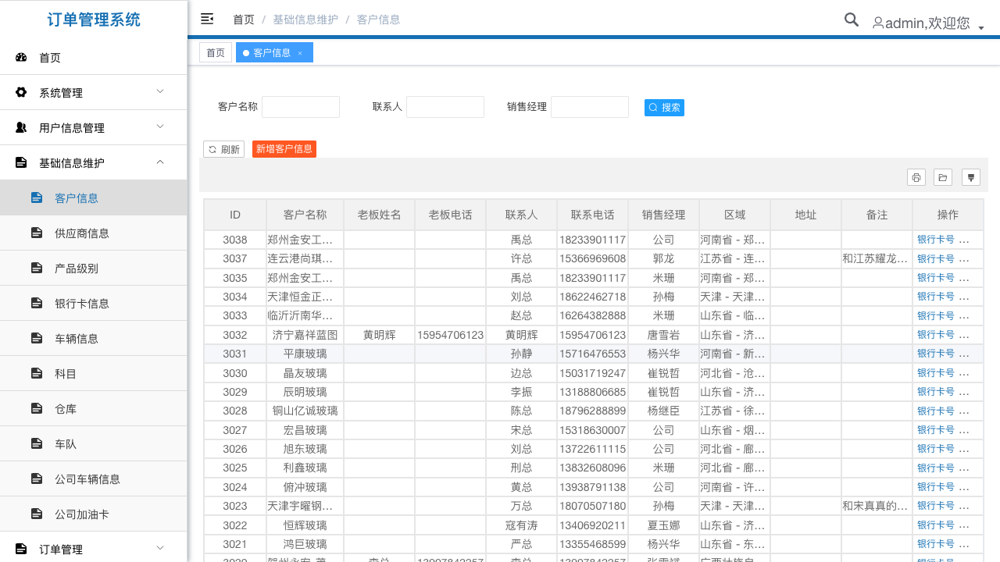 订单管理系统
首页
系统管理
用户信息管理
基础信息维护
客户信息
供应商信息
产品级别
银行卡信息
车辆信息
科目
仓库
车队
公司车辆信息
公司加油卡
订单管理
首页 / 基础信息维护 / 客户信息
admin,欢迎您
首页 客户信息
客户名称 联系人 销售经理 搜索
刷新 新增客户信息
ID 客户名称 老板姓名 老板电话 联系人 联系电话 销售经理 区域 地址 备注 操作
3038 郑州金安工... 禹总 18233901117 公司 河南省 - 郑... 银行卡号 ...
3037 连云港尚琪... 许总 15366969608 郭龙 江苏省 - 连... 和江苏耀龙... 银行卡号 ...
3035 郑州金安工... 禹总 18233901117 米珊 河南省 - 郑... 银行卡号 ...
3034 天津恒金正... 刘总 18622462718 孙梅 天津 - 天津... 银行卡号 ...
3033 临沂沂南华... 赵总 16264382888 米珊 山东省 - 临... 银行卡号 ...
3032 济宁嘉祥蓝图 黄明辉 15954706123 黄明辉 15954706123 唐雪岩 山东省 - 济... 银行卡号 ...
3031 平康玻璃 孙静 15716476553 杨兴华 河南省 - 新... 银行卡号 ...
3030 晶友玻璃 边总 15031719247 崔锐哲 河北省 - 沧... 银行卡号 ...
3029 辰明玻璃 李振 13188806685 崔锐哲 山东省 - 济... 银行卡号 ...
3028 铜山亿诚玻璃 陈总 18796288899 杨继臣 江苏省 - 徐... 银行卡号 ...
3027 宏昌玻璃 宋总 15318630007 公司 山东省 - 烟... 银行卡号 ...
3026 旭东玻璃 刘总 13722611115 公司 河北省 - 廊... 银行卡号 ...
3025 利鑫玻璃 刑总 13832608096 米珊 河北省 - 廊... 银行卡号 ...
3024 俯冲玻璃 黄总 13938791138 公司 河南省 - 许... 银行卡号 ...
3023 天津宇曜钢... 万总 18070507180 孙梅 天津 - 天津... 和宋真真的... 银行卡号 ...
3022 恒辉玻璃 寇有涛 13406920211 夏玉娜 山东省 - 济... 银行卡号 ...
3021 鸿巨玻璃 严总 13355468599 杨兴华 山东省 - 东... 银行卡号 ...